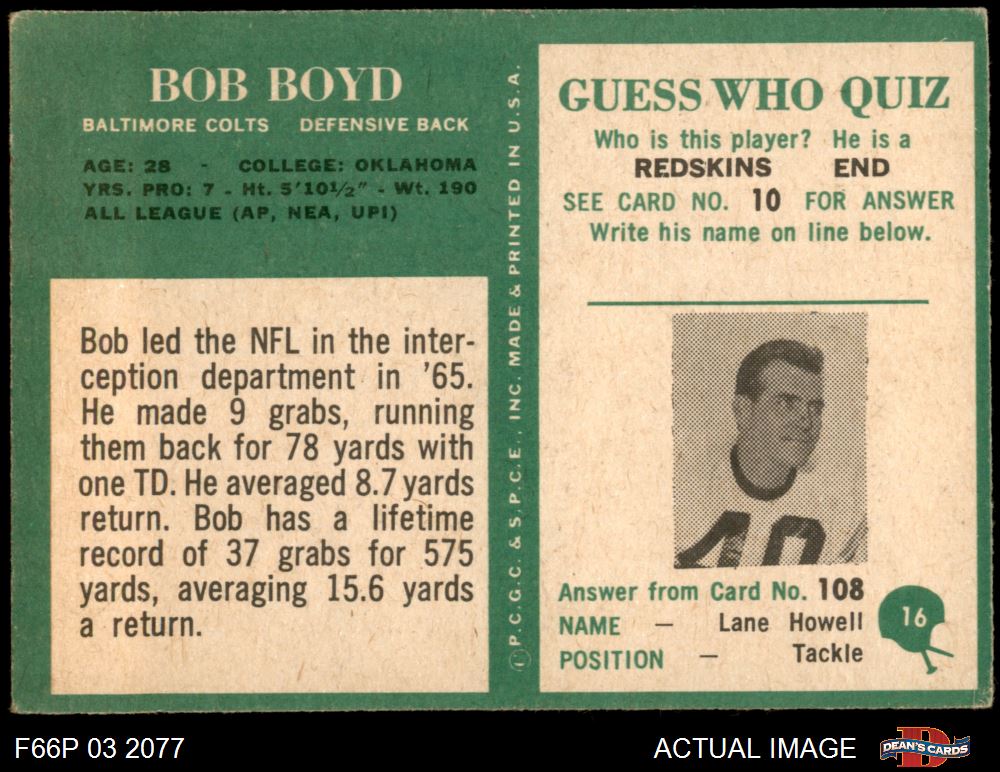 BOB BOYD
BALTIMORE COLTS DEFENSIVE BACK
AGE: 28 - COLLEGE: OKLAHOMA
YRS. PRO: 7 - Ht. 5'10½" - Wt. 190
ALL LEAGUE (AP, NEA, UPI)
Bob led the NFL in the inter-
ception department in '65.
He made 9 grabs, running
them back for 78 yards with
one TD. He averaged 8.7 yards
return. Bob has a lifetime
record of 37 grabs for 575
yards, averaging 15.6 yards
a return.
©P.C.G.C. & S.P.C.E., INC. MADE & PRINTED IN U.S.A.
GUESS WHO QUIZ
Who is this player? He is a
REDSKINS END
SEE CARD NO. 10 FOR ANSWER
Write his name on line below.
Answer from Card No. 108
NAME — Lane Howell
POSITION — Tackle
16
F66P 03 2077
ACTUAL IMAGE
DEAN'S CARDS